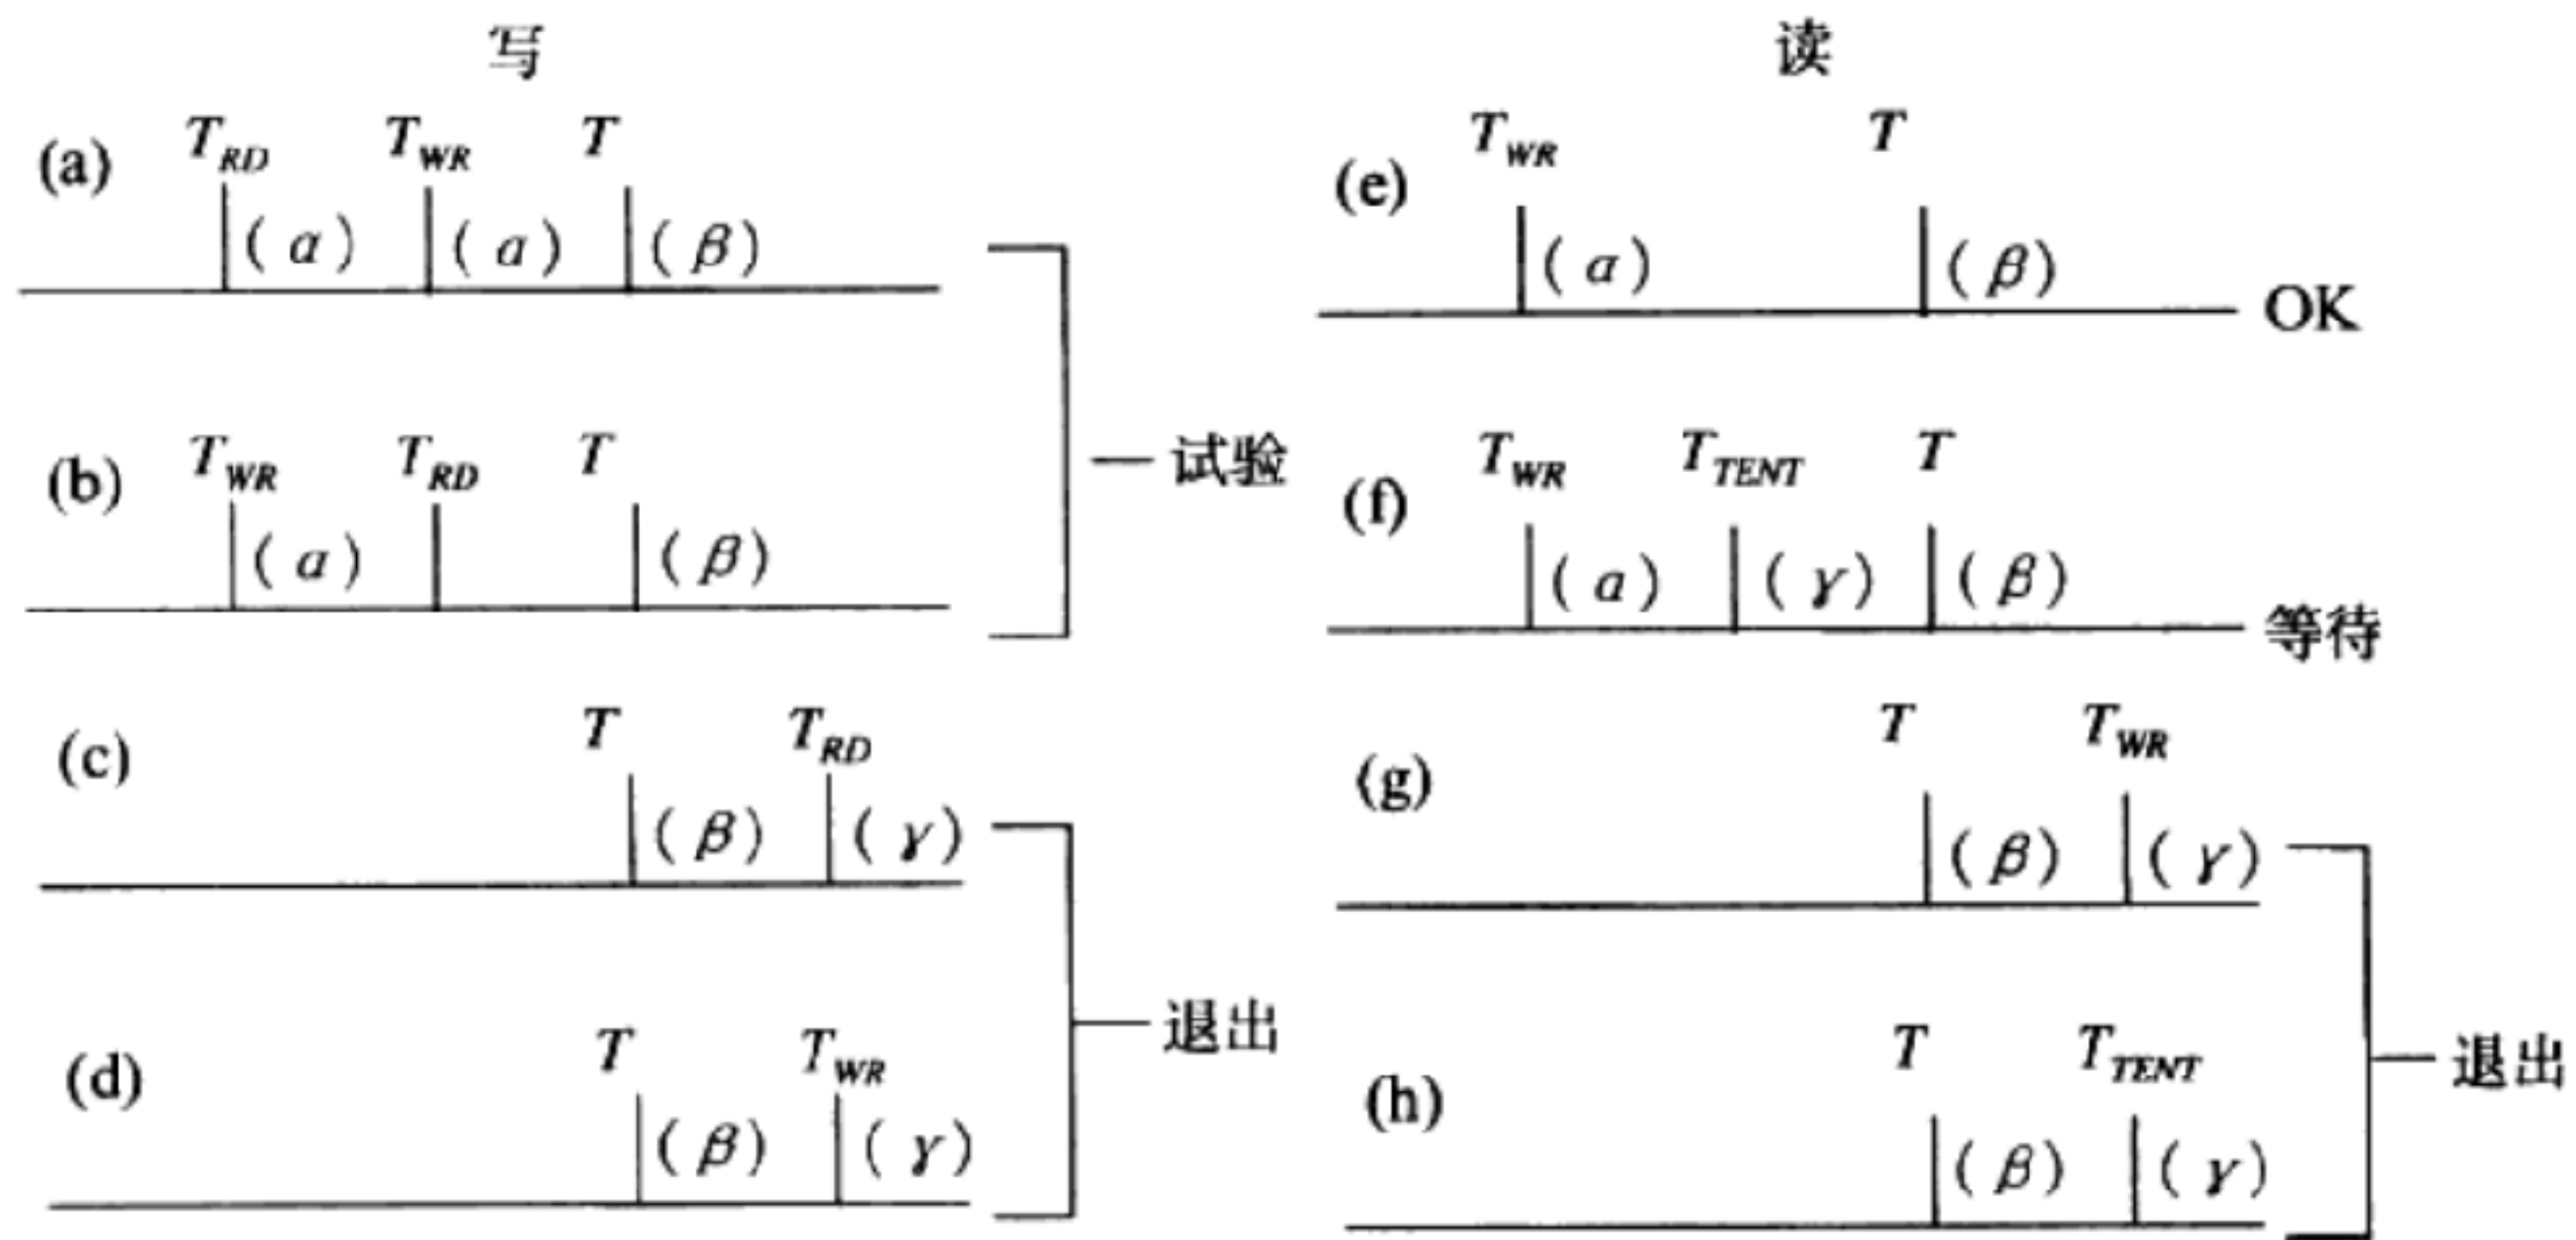 写
(a) T_RD T_WR T
(α) (α) (β)
(b) T_WR T_RD T
(α) (β)
试验
(c) T T_RD
(β) (γ)
(d) T T_WR
(β) (γ)
退出
读
(e) T_WR T
(α) (β)
OK
(f) T_WR T_TENT T
(α) (γ) (β)
等待
(g) T T_WR
(β) (γ)
(h) T T_TENT
(β) (γ)
退出